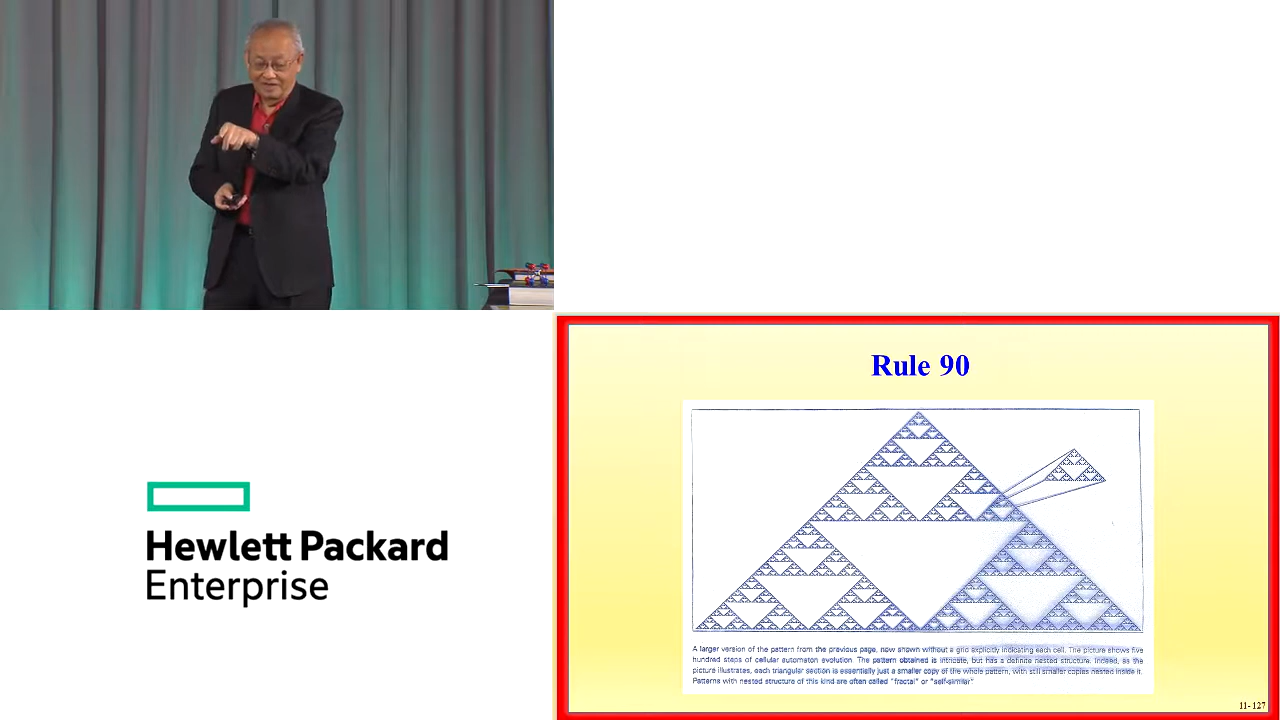 Hewlett Packard
Enterprise
Rule 90
A larger version of the pattern from the previous page, now shown without a grid explicitly indicating each cell. The picture shows five
hundred steps of cellular automaton evolution. The pattern obtained is intricate, but has a definite nested structure. Indeed, as the
picture illustrates, each triangular section is essentially just a smaller copy of the whole pattern, with still smaller copies nested inside it.
Patterns with nested structure of this kind are often called "fractal" or "self-similar".
11-127